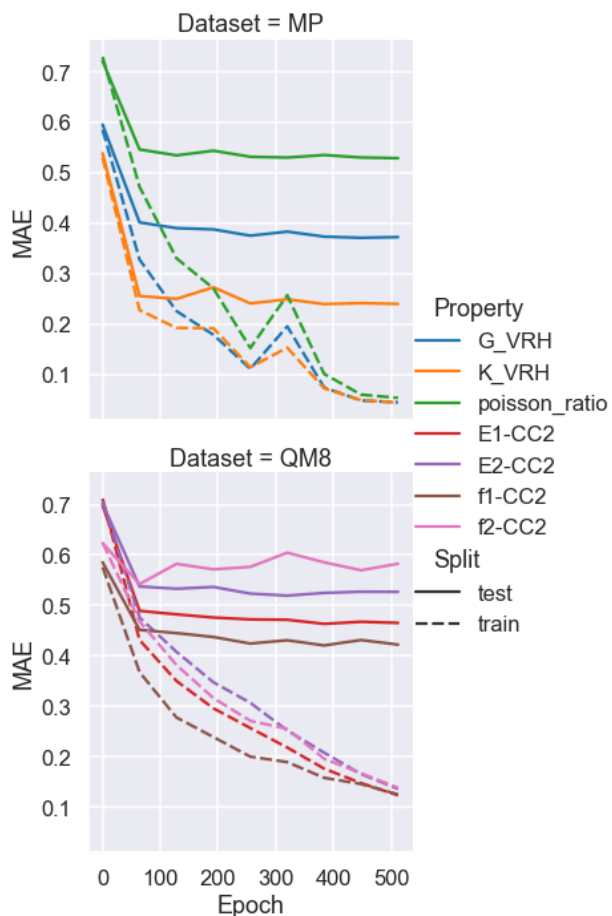 Dataset = MP
0.7
0.6
0.5
0.4
0.3
0.2
0.1
MAE
Dataset = QM8
0.7
0.6
0.5
0.4
0.3
0.2
0.1
MAE
0 100 200 300 400 500
Epoch
Property
G_VRH
K_VRH
poisson_ratio
E1-CC2
E2-CC2
f1-CC2
f2-CC2
Split
test
train